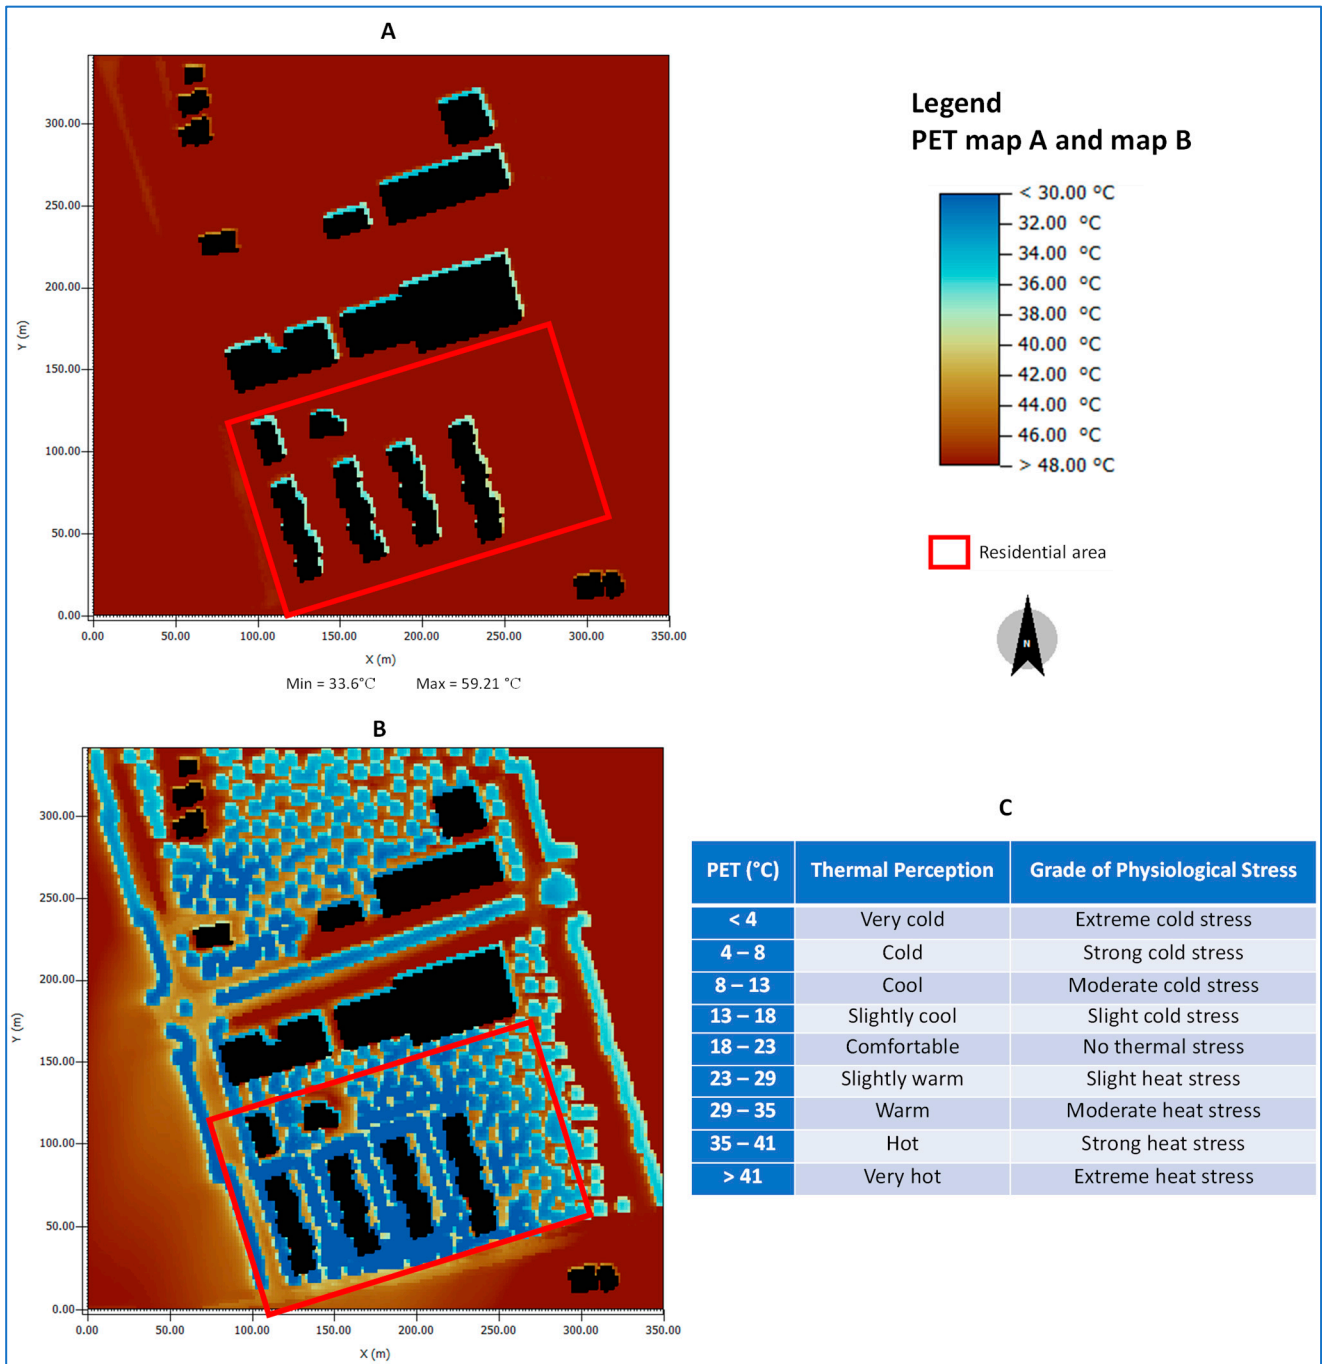 A
300.00
250.00
200.00
150.00
100.00
50.00
0.00
Y (m)
0.00 50.00 100.00 150.00 200.00 250.00 300.00 350.00
X (m)
Min = 33.6°C Max = 59.21 °C
Legend
PET map A and map B
< 30.00 °C
32.00 °C
34.00 °C
36.00 °C
38.00 °C
40.00 °C
42.00 °C
44.00 °C
46.00 °C
> 48.00 °C
Residential area
N
B
300.00
250.00
200.00
150.00
100.00
50.00
0.00
Y (m)
0.00 50.00 100.00 150.00 200.00 250.00 300.00 350.00
X (m)
C
PET (°C) Thermal Perception Grade of Physiological Stress
< 4 Very cold Extreme cold stress
4 – 8 Cold Strong cold stress
8 – 13 Cool Moderate cold stress
13 – 18 Slightly cool Slight cold stress
18 – 23 Comfortable No thermal stress
23 – 29 Slightly warm Slight heat stress
29 – 35 Warm Moderate heat stress
35 – 41 Hot Strong heat stress
> 41 Very hot Extreme heat stress